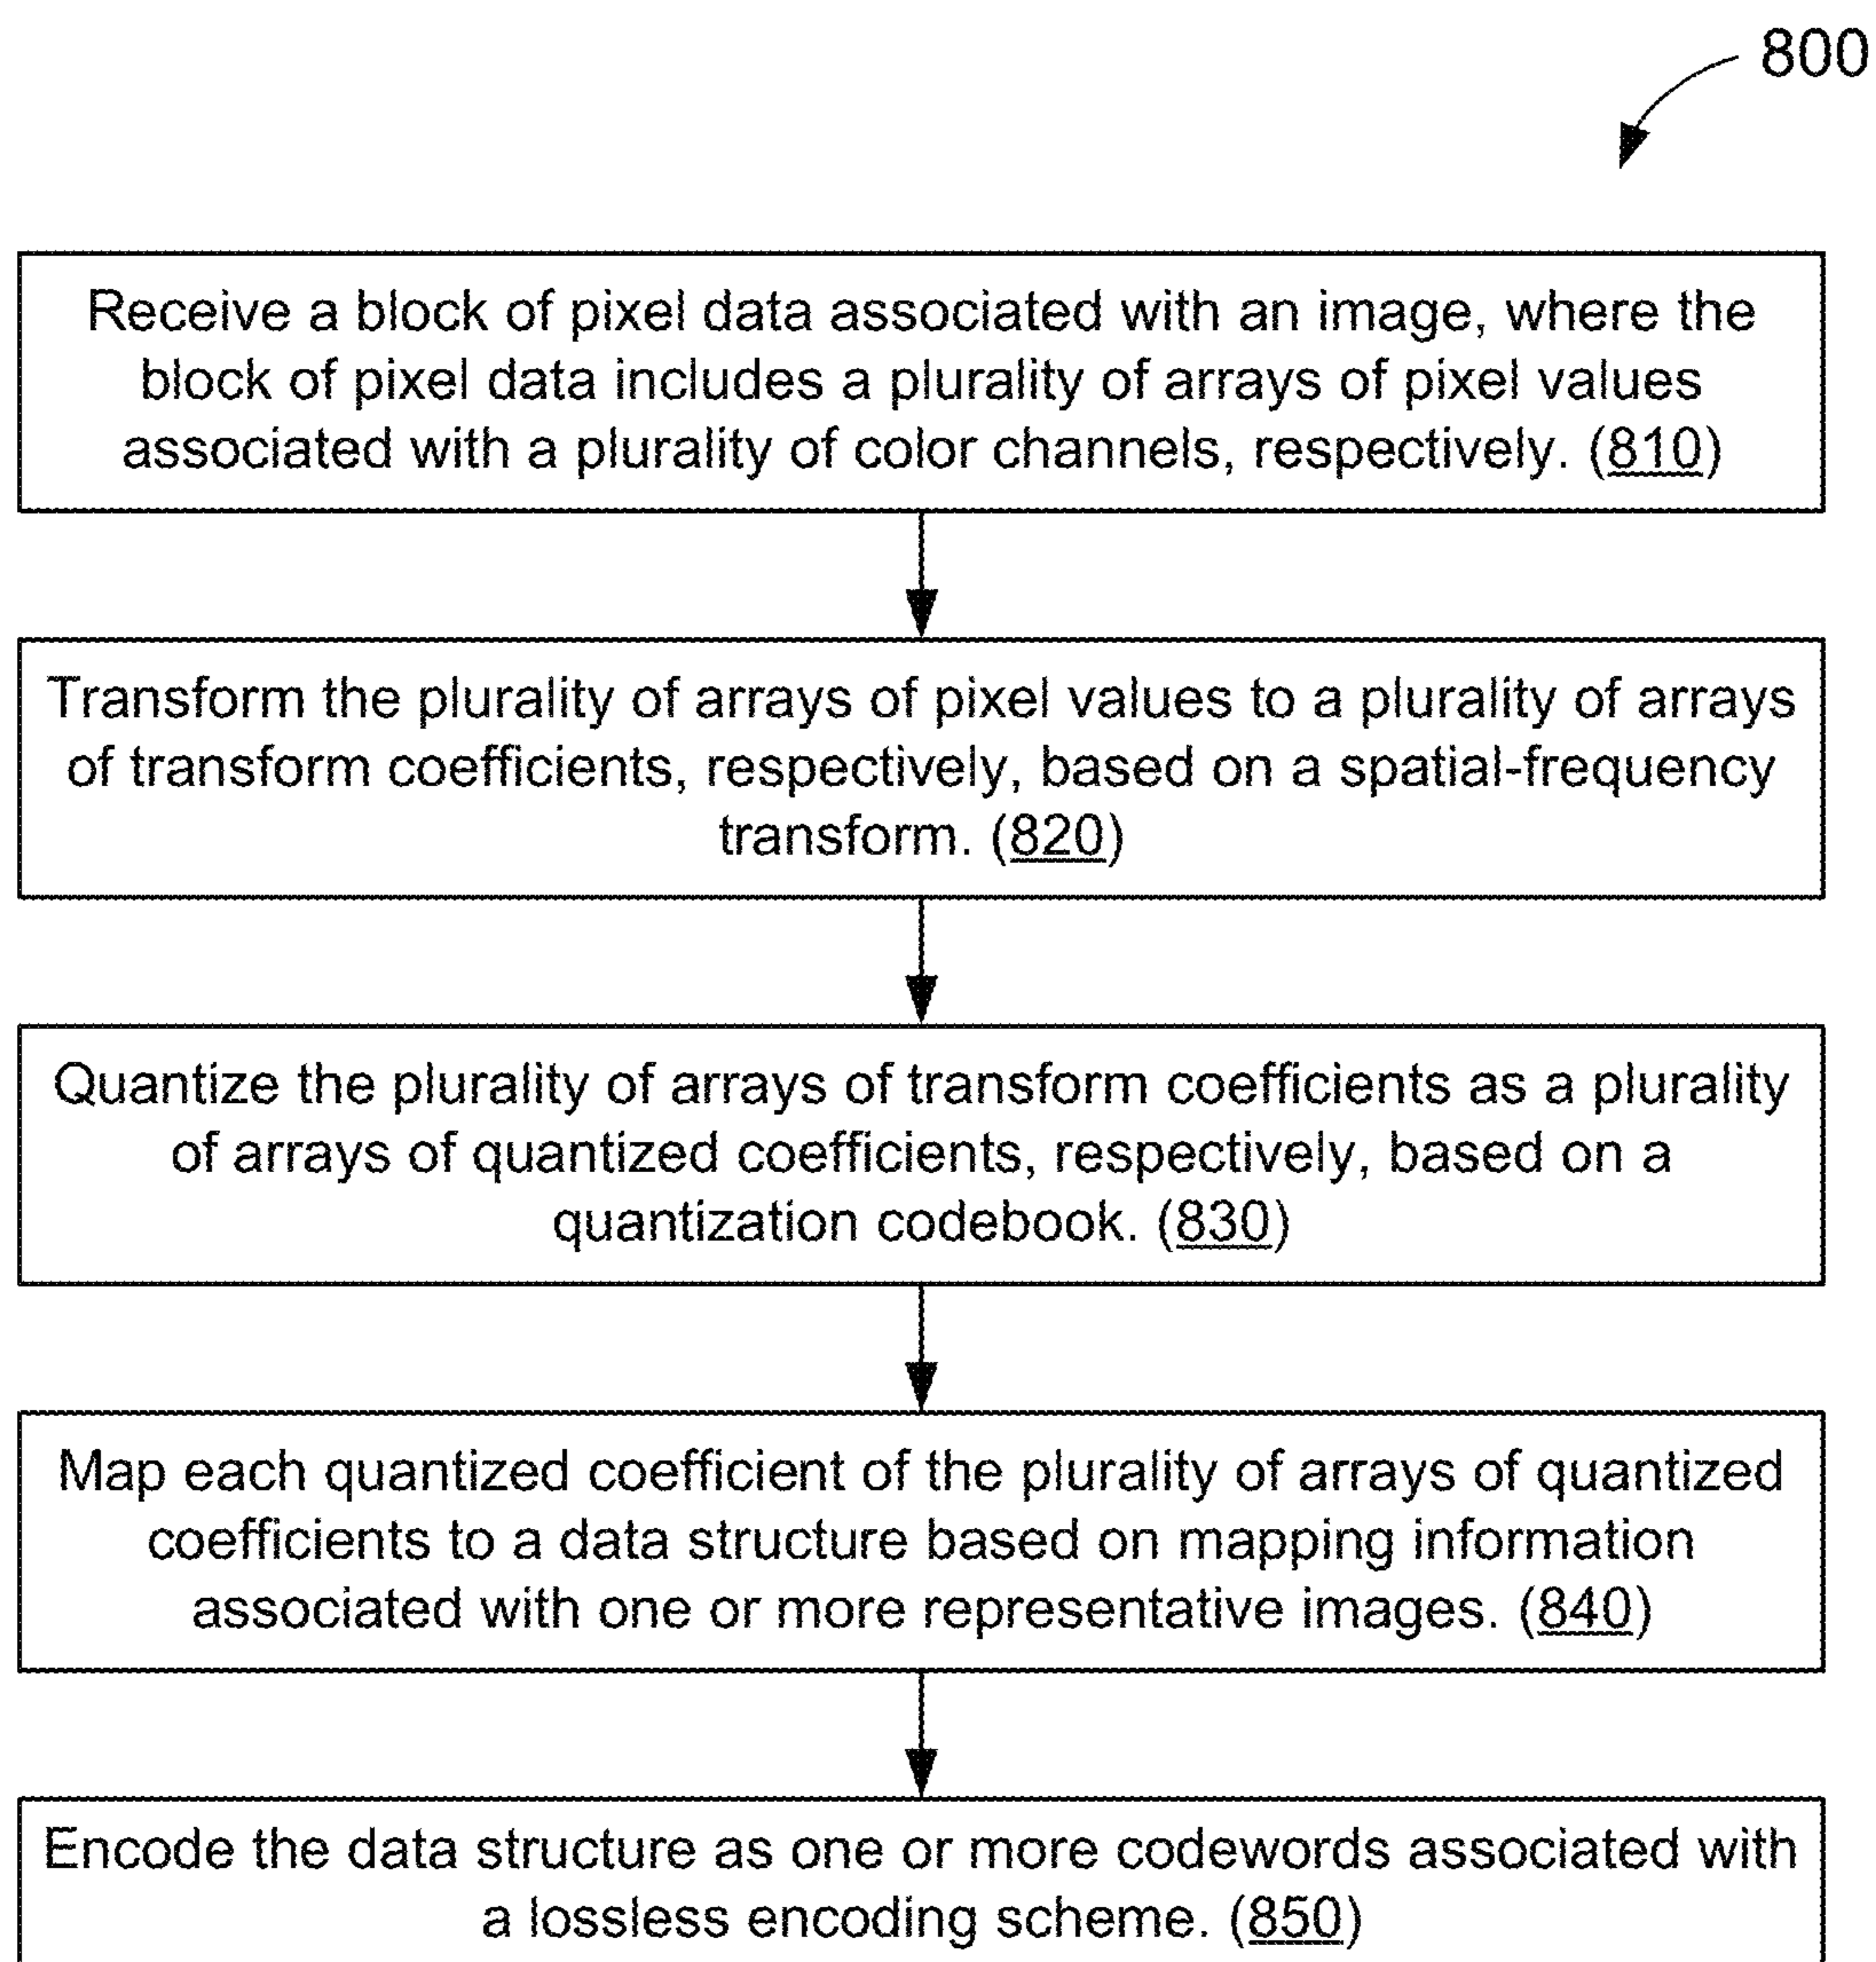 800
Receive a block of pixel data associated with an image, where the
block of pixel data includes a plurality of arrays of pixel values
associated with a plurality of color channels, respectively. (810)
Transform the plurality of arrays of pixel values to a plurality of arrays
of transform coefficients, respectively, based on a spatial-frequency
transform. (820)
Quantize the plurality of arrays of transform coefficients as a plurality
of arrays of quantized coefficients, respectively, based on a
quantization codebook. (830)
Map each quantized coefficient of the plurality of arrays of quantized
coefficients to a data structure based on mapping information
associated with one or more representative images. (840)
Encode the data structure as one or more codewords associated with
a lossless encoding scheme. (850)